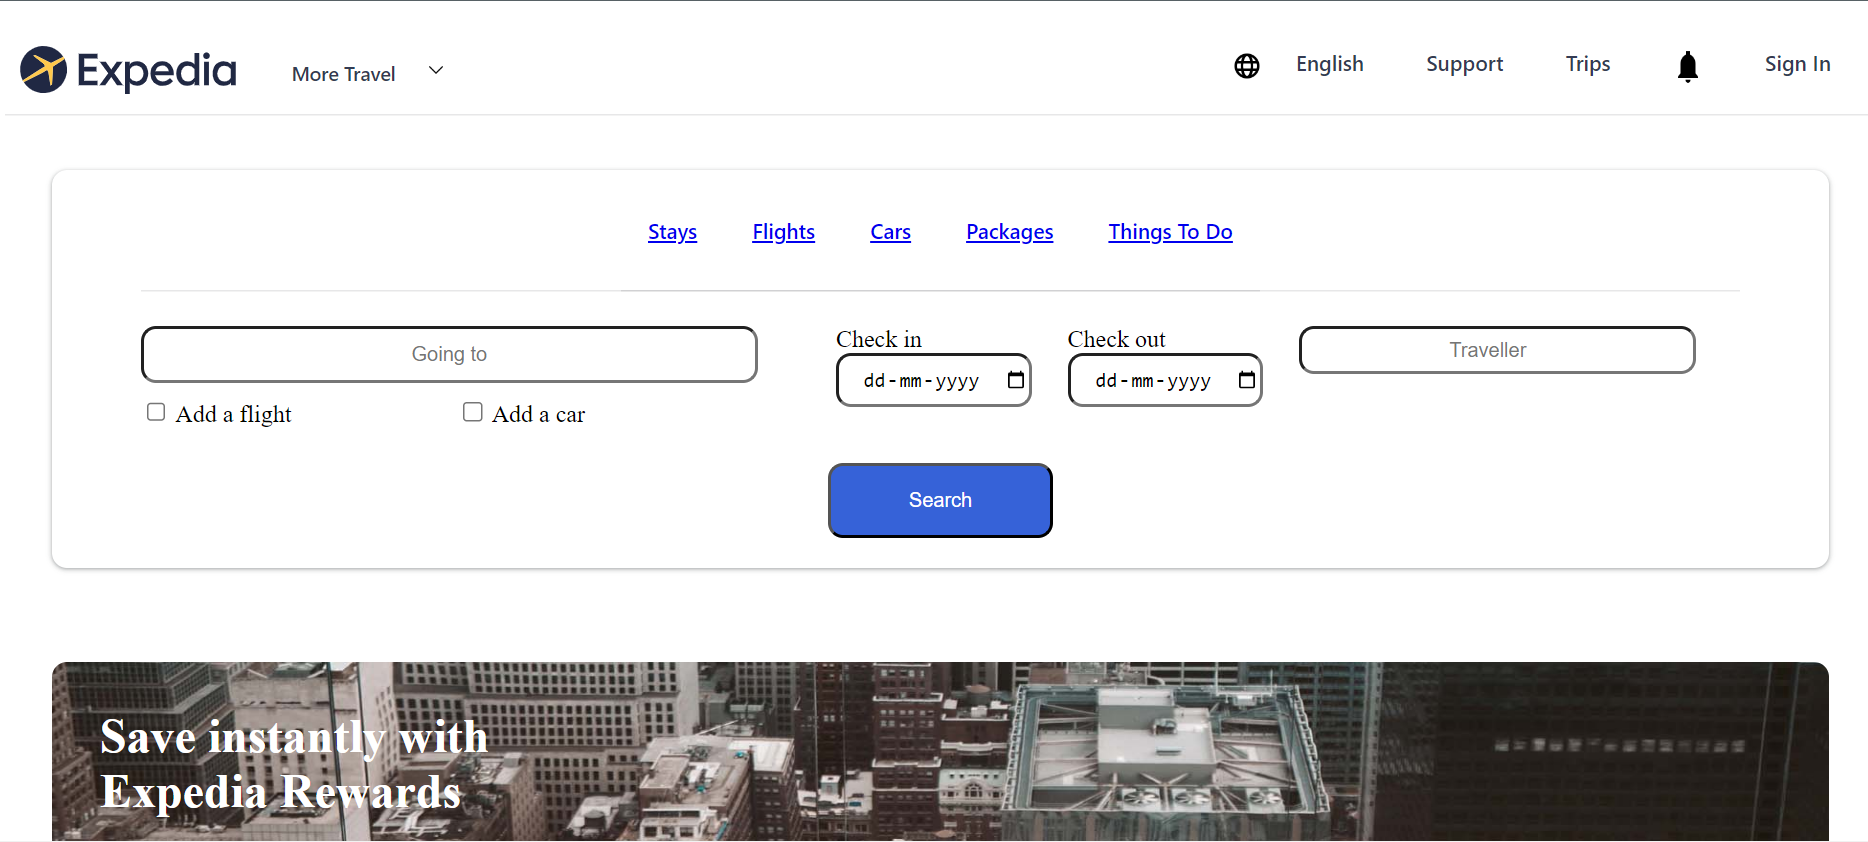 Expedia
More Travel
English
Support
Trips
Sign In
Stays
Flights
Cars
Packages
Things To Do
Going to
Check in
Check out
Traveller
dd-mm-yyyy
dd-mm-yyyy
Add a flight
Add a car
Search
Save instantly with
Expedia Rewards